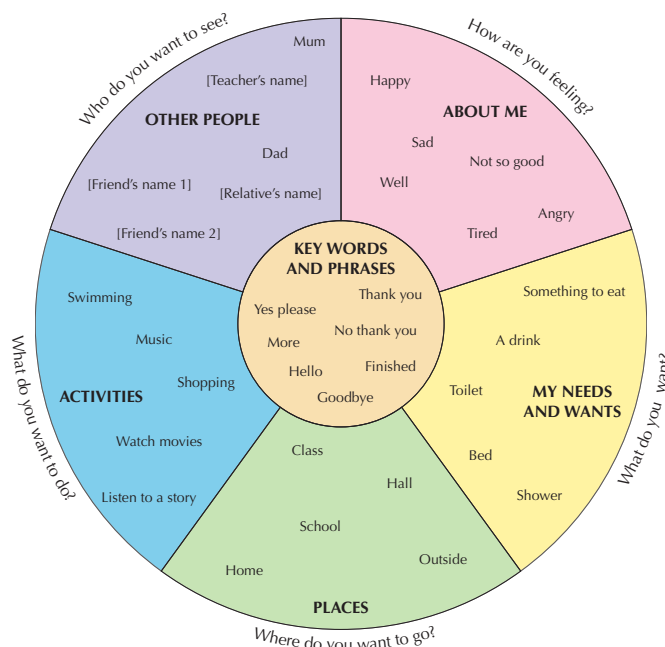 Who do you want to see?
Mum
[Teacher's name]
OTHER PEOPLE
Dad
[Friend's name 1]
[Relative's name]
[Friend's name 2]
How are you feeling?
Happy
ABOUT ME
Sad
Not so good
Well
Angry
Tired
KEY WORDS
AND PHRASES
Thank you
Yes please
No thank you
More
Finished
Hello
Goodbye
What do you want?
Something to eat
A drink
Toilet
MY NEEDS
AND WANTS
Bed
Shower
What do you want to do?
Swimming
Music
Shopping
ACTIVITIES
Watch movies
Listen to a story
Class
Hall
School
Outside
Home
PLACES
Where do you want to go?